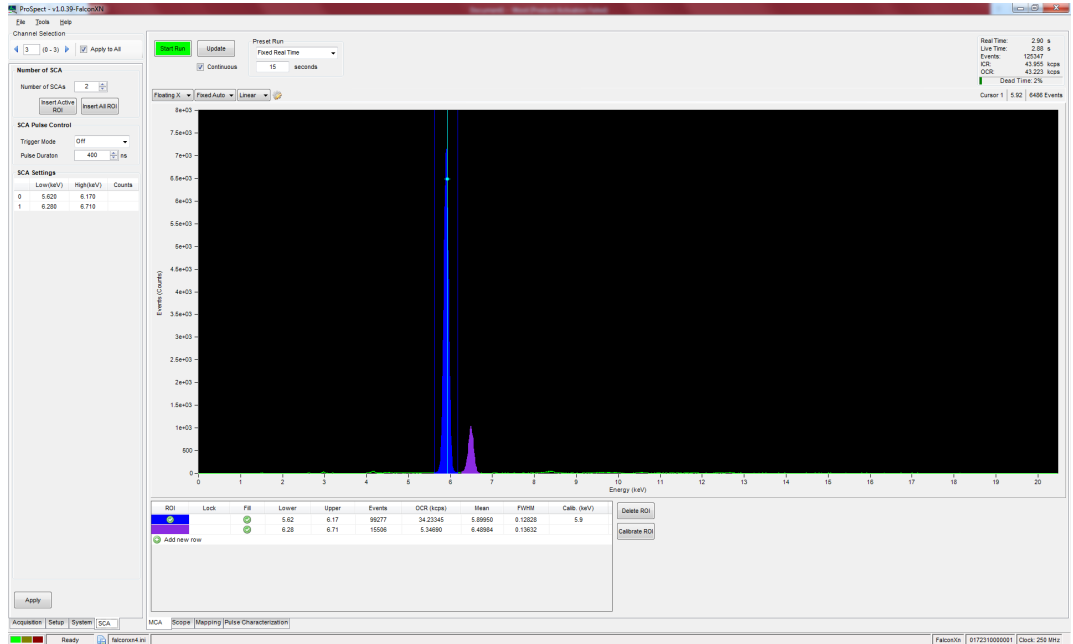 ProSpect - v1.0.39-FalconXN
File Tools Help
Channel Selection
3 (0 - 3) Apply to All
Number of SCA
Number of SCAs 2
Insert Active ROI Insert All ROI
SCA Pulse Control
Trigger Mode Off
Pulse Duraton 400 ns
SCA Settings
Low(keV) High(keV) Counts
0 5.620 6.170
1 6.280 6.710
Apply
Acquisition Setup System SCA
Start Run Update
Continuous
Preset Run
Fixed Real Time
15 seconds
Real Time: 2.90 s
Live Time: 2.88 s
Events: 125347
ICR: 43.955 kcps
OCR: 43.223 kcps
Dead Time: 2%
Floating X Fixed Auto Linear
Cursor 1 5.92 6486 Events
Events (Counts)
8e+03
7.5e+03
7e+03
6.5e+03
6e+03
5.5e+03
5e+03
4.5e+03
4e+03
3.5e+03
3e+03
2.5e+03
2e+03
1.5e+03
1e+03
500
0
0 1 2 3 4 5 6 7 8 9 10 11 12 13 14 15 16 17 18 19 20
Energy (keV)
ROI Lock Fill Lower Upper Events OCR (kcps) Mean FWHM Calib. (keV)
5.62 6.17 99277 34.23345 5.89950 0.12828 5.9
6.28 6.71 15506 5.34690 6.48984 0.13632
Add new row
Delete ROI
Calibrate ROI
MCA Scope Mapping Pulse Characterization
Ready falconxn4.ini FalconXn 0172310000001 Clock: 250 MHz